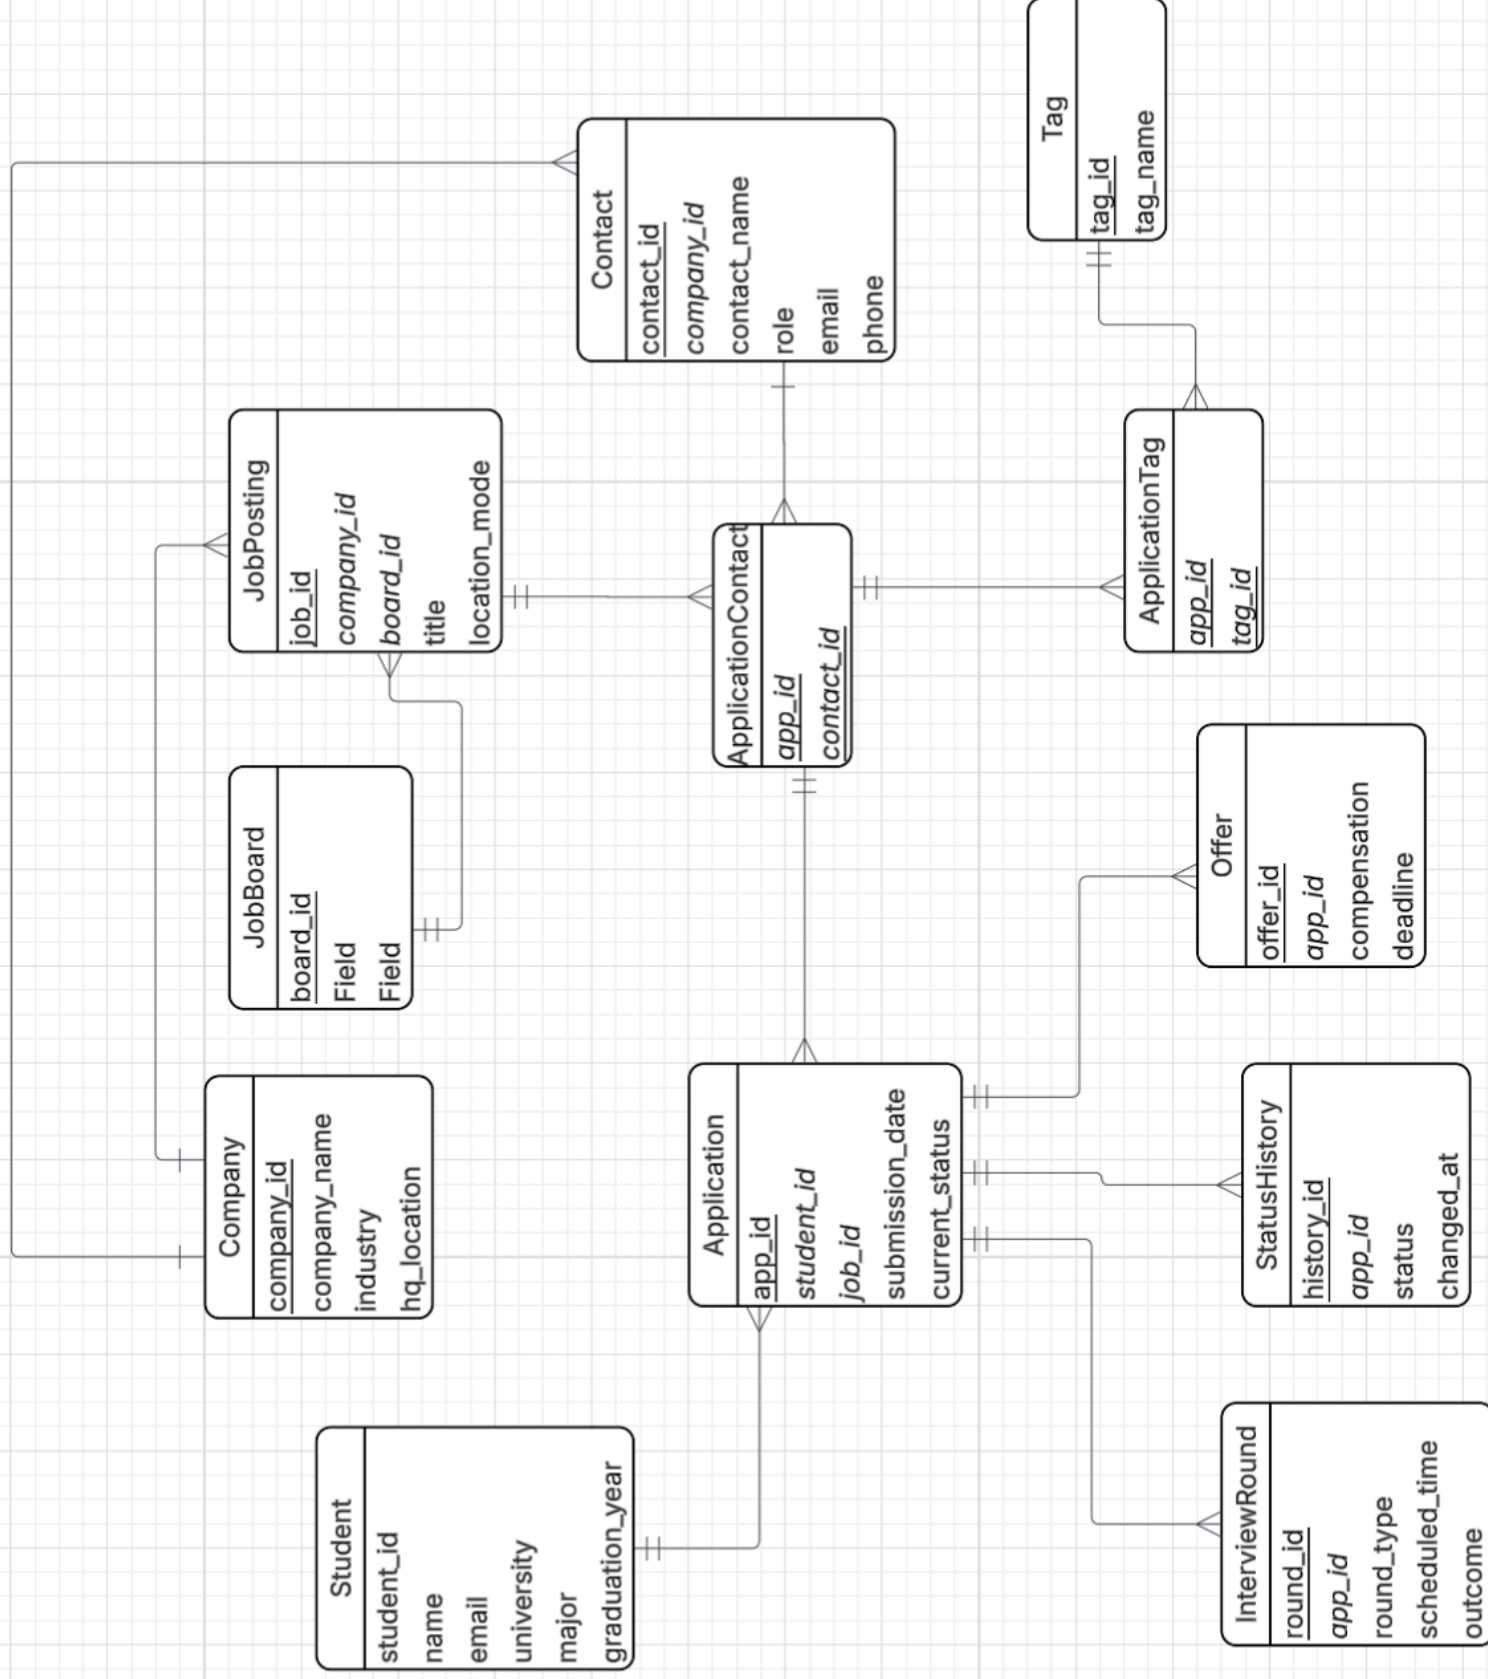 Tag
tag_id
tag_name
Contact
contact_id
company_id
contact_name
role
email
phone
JobPosting
job_id
company_id
board_id
title
location_mode
ApplicationContact
app_id
contact_id
ApplicationTag
app_id
tag_id
JobBoard
board_id
Field
Field
Offer
offer_id
app_id
compensation
deadline
Company
company_id
company_name
industry
hq_location
Application
app_id
student_id
job_id
submission_date
current_status
StatusHistory
history_id
app_id
status
changed_at
Student
student_id
name
email
university
major
graduation_year
InterviewRound
round_id
app_id
round_type
scheduled_time
outcome